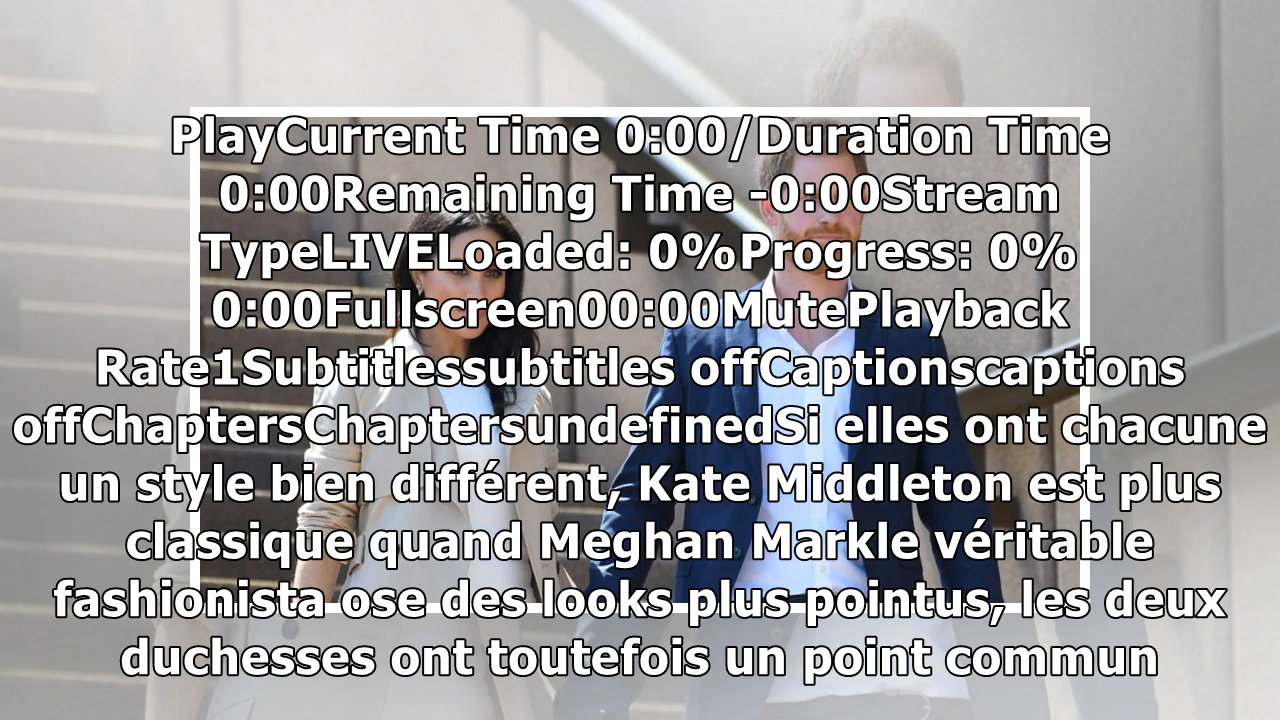 PlayCurrent Time 0:00/Duration Time
0:00Remaining Time -0:00Stream
TypeLIVELoaded: 0%Progress: 0%
0:00Fullscreen00:00MutePlayback
Rate1Subtitlessubtitles offCaptionscaptions
offChaptersChaptersundefinedSi elles ont chacune
un style bien différent, Kate Middleton est plus
classique quand Meghan Markle véritable
fashionista ose des looks plus pointus, les deux
duchesses ont toutefois un point commun